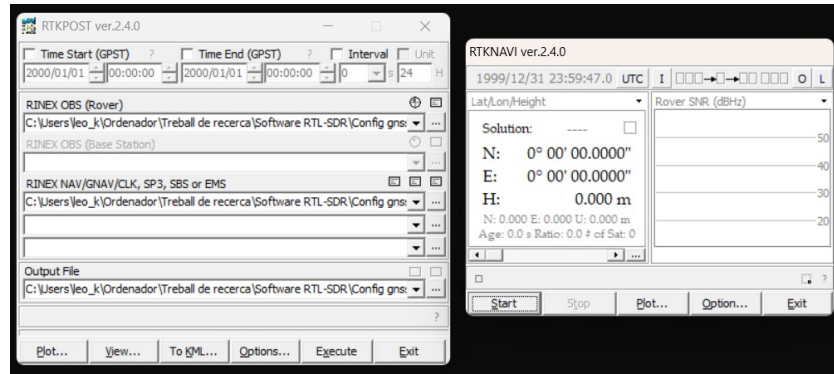 RTKPOST ver.2.4.0
Time Start (GPST) ? Time End (GPST) ? Interval Unit
2000/01/01 00:00:00 2000/01/01 00:00:00 0 s 24 H
RINEX OBS (Rover)
C:\Users\leo_k\Ordenador\Treball de recerca\Software RTL-SDR\Config gns: ...
RINEX OBS (Base Station)
...
RINEX NAV/GNAV/CLK, SP3, SBS or EMS
C:\Users\leo_k\Ordenador\Treball de recerca\Software RTL-SDR\Config gns: ...
...
...
Output File
C:\Users\leo_k\Ordenador\Treball de recerca\Software RTL-SDR\Config gns: ...
?
Plot... View... To KML... Options... Execute Exit
RTKNAVI ver.2.4.0
1999/12/31 23:59:47.0 UTC I O L
Lat/Lon/Height Rover SNR (dBHz)
Solution: ----
N: 0° 00' 00.0000"
E: 0° 00' 00.0000"
H: 0.000 m
N: 0.000 E: 0.000 U: 0.000 m
Age: 0.0 s Ratio: 0.0 # of Sat: 0
50
40
30
20
...
?
Start Stop Plot... Option... Exit